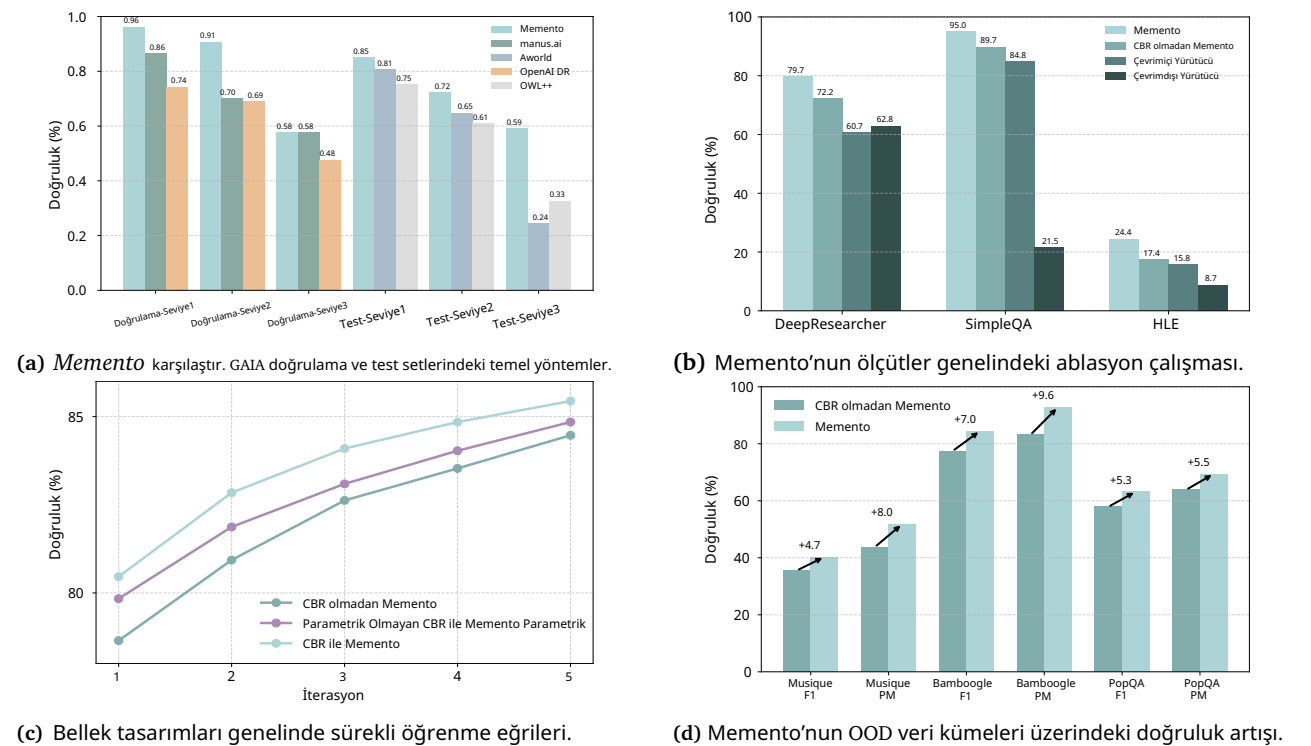 1.0
0.8
0.6
0.4
0.2
0.0
Doğruluk (%)
0.96
0.86
0.74
0.91
0.70
0.69
0.58
0.58
0.48
0.85
0.81
0.75
0.72
0.65
0.61
0.59
0.24
0.33
Memento
manus.ai
Aworld
OpenAI DR
OWL++
Doğrulama-Seviye1
Doğrulama-Seviye2
Doğrulama-Seviye3
Test-Seviye1
Test-Seviye2
Test-Seviye3
(a) Memento karşılaştır. GAIA doğrulama ve test setlerindeki temel yöntemler.
100
80
60
40
20
0
Doğruluk (%)
79.7
72.2
60.7
62.8
95.0
89.7
84.8
21.5
24.4
17.4
15.8
8.7
Memento
CBR olmadan Memento
Çevrimiçi Yürütücü
Çevrimdışı Yürütücü
DeepResearcher
SimpleQA
HLE
(b) Memento’nun ölçütler genelindeki ablasyon çalışması.
85
80
Doğruluk (%)
CBR olmadan Memento
Parametrik Olmayan CBR ile Memento Parametrik
CBR ile Memento
1
2
3
4
5
İterasyon
(c) Bellek tasarımları genelinde sürekli öğrenme eğrileri.
100
80
60
40
20
0
Doğruluk (%)
CBR olmadan Memento
Memento
+4.7
+8.0
+7.0
+9.6
+5.3
+5.5
Musique
F1
Musique
PM
Bamboogle
F1
Bamboogle
PM
PopQA
F1
PopQA
PM
(d) Memento’nun OOD veri kümeleri üzerindeki doğruluk artışı.